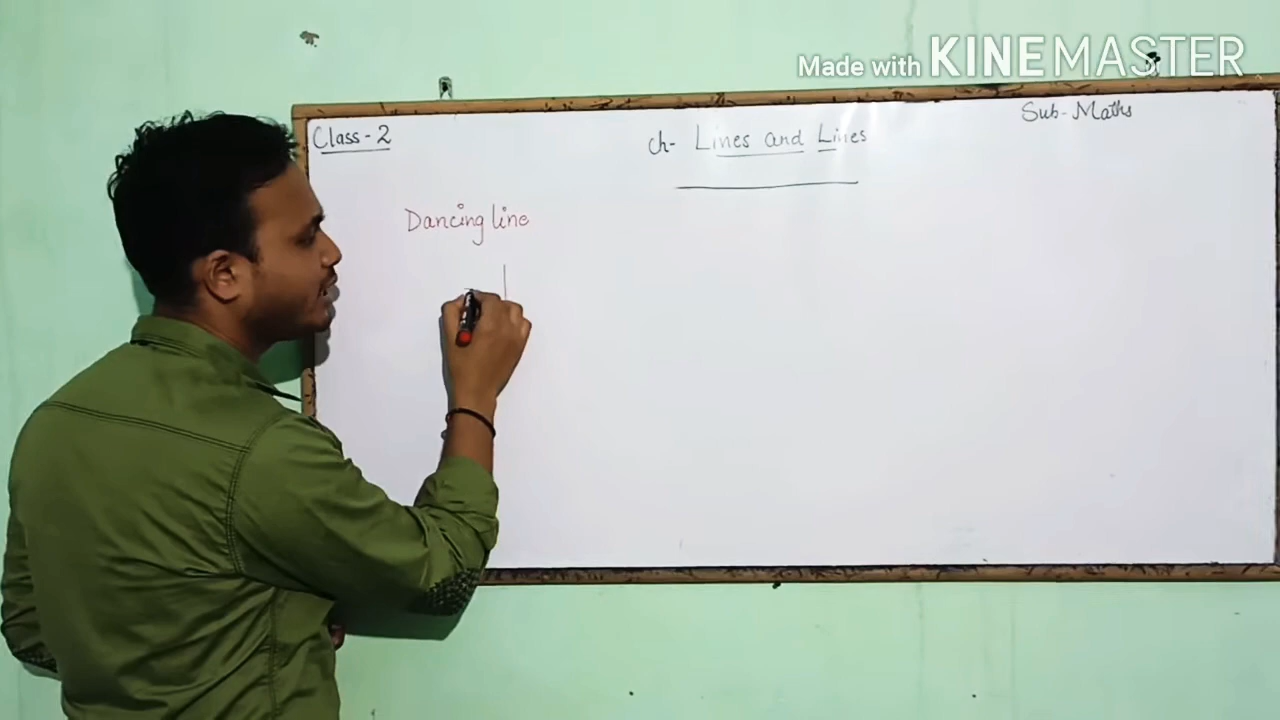 Made with KINEMASTER
Class-2
ch- Lines and Lines
Sub- Maths
Dancing line